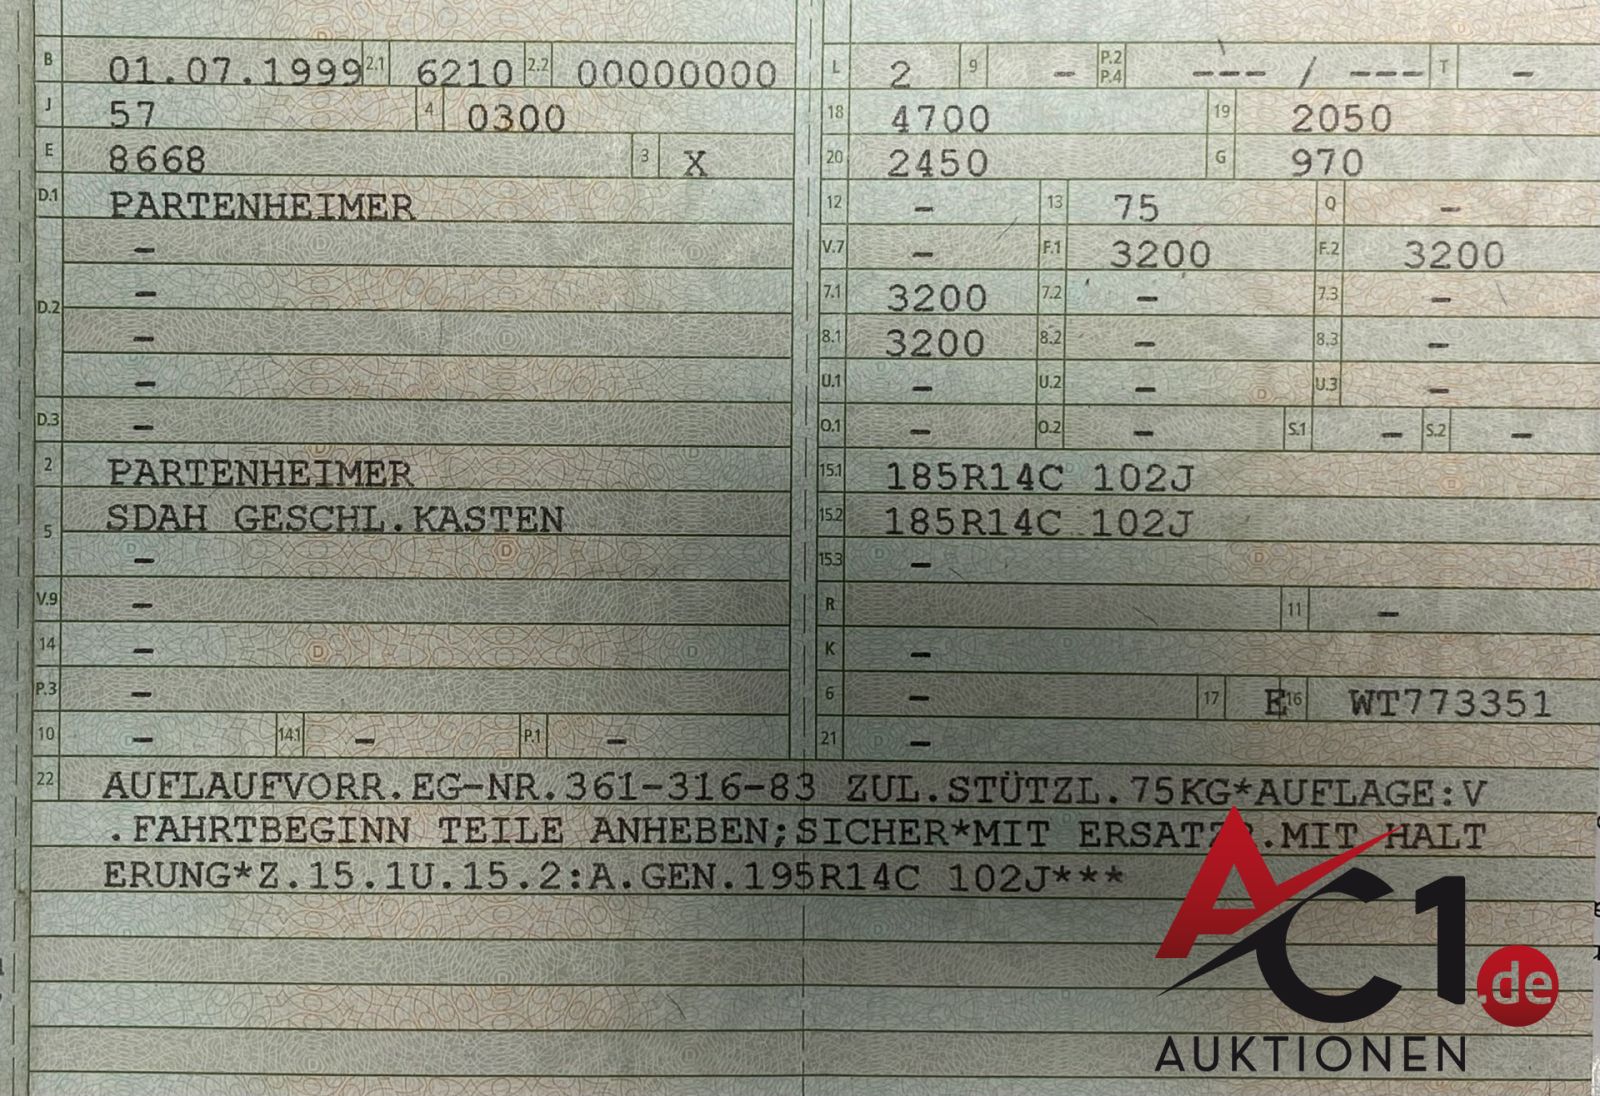 B 01.07.1999 2.1 6210 2.2 00000000
J 57 4 0300
E 8668 3 X
D.1 PARTENHEIMER
–
–
D.2 –
–
D.3 –
2 PARTENHEIMER
5 SDAH GESCHL.KASTEN
–
V.9 –
14 –
P.3 –
10 – 14.1 – P.1 –
L 2 9 – P.2 P.4 --- / --- T –
18 4700 19 2050
20 2450 G 970
12 – 13 75 Q –
V.7 – F.1 3200 F.2 3200
7.1 3200 7.2 – 7.3 –
8.1 3200 8.2 – 8.3 –
U.1 – U.2 – U.3 –
O.1 – O.2 – S.1 – S.2 –
15.1 185R14C 102J
15.2 185R14C 102J
15.3 –
R 11 –
K –
6 – 17 E 16 WT773351
21 –
22 AUFLAUFVORR.EG-NR.361-316-83 ZUL.STÜTZL.75KG*AUFLAGE:V
.FAHRTBEGINN TEILE ANHEBEN;SICHER*MIT ERSATZR.MIT HALT
ERUNG*Z.15.1U.15.2:A.GEN.195R14C 102J***
AC1.de
AUKTIONEN